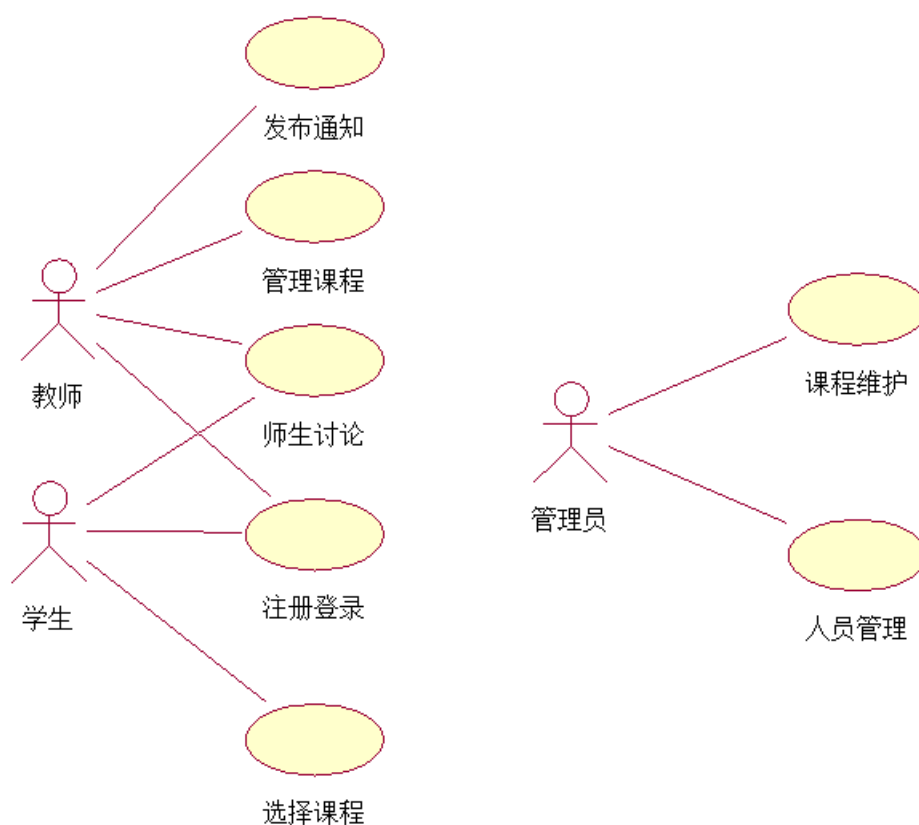 发布通知
管理课程
教师
师生讨论
学生
注册登录
选择课程
课程维护
管理员
人员管理